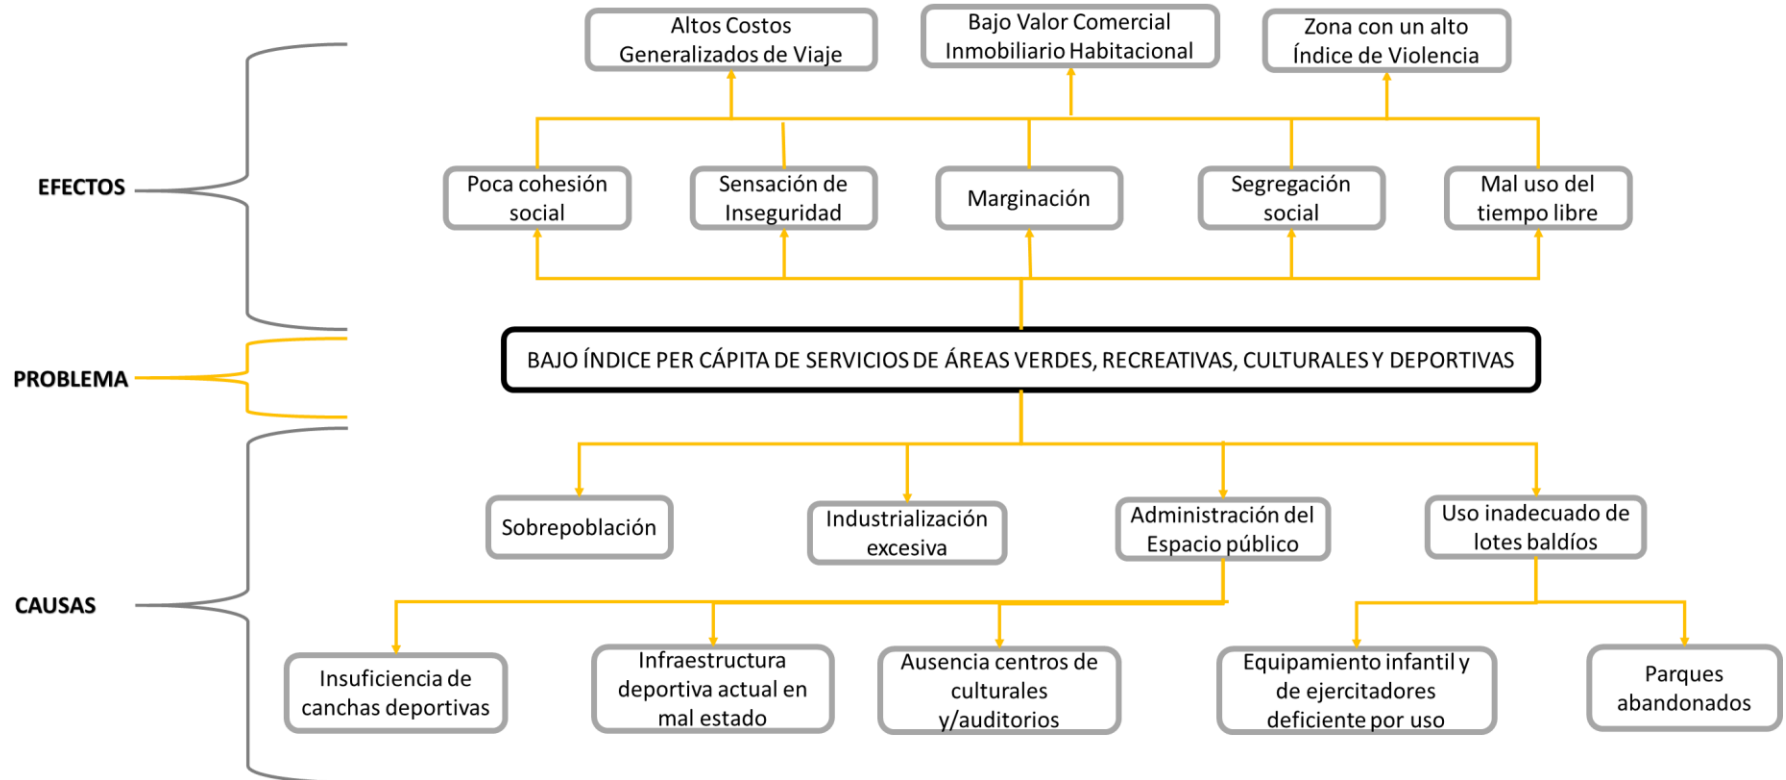 Altos Costos
Generalizados de Viaje
Bajo Valor Comercial
Inmobiliario Habitacional
Zona con un alto
Índice de Violencia
EFECTOS
Poca cohesión
social
Sensación de
Inseguridad
Marginación
Segregación
social
Mal uso del
tiempo libre
PROBLEMA
BAJO ÍNDICE PER CÁPITA DE SERVICIOS DE ÁREAS VERDES, RECREATIVAS, CULTURALES Y DEPORTIVAS
CAUSAS
Sobrepoblación
Industrialización
excesiva
Administración del
Espacio público
Uso inadecuado de
lotes baldíos
Insuficiencia de
canchas deportivas
Infraestructura
deportiva actual en
mal estado
Ausencia centros de
culturales
y/auditorios
Equipamiento infantil y
de ejercitadores
deficiente por uso
Parques
abandonados